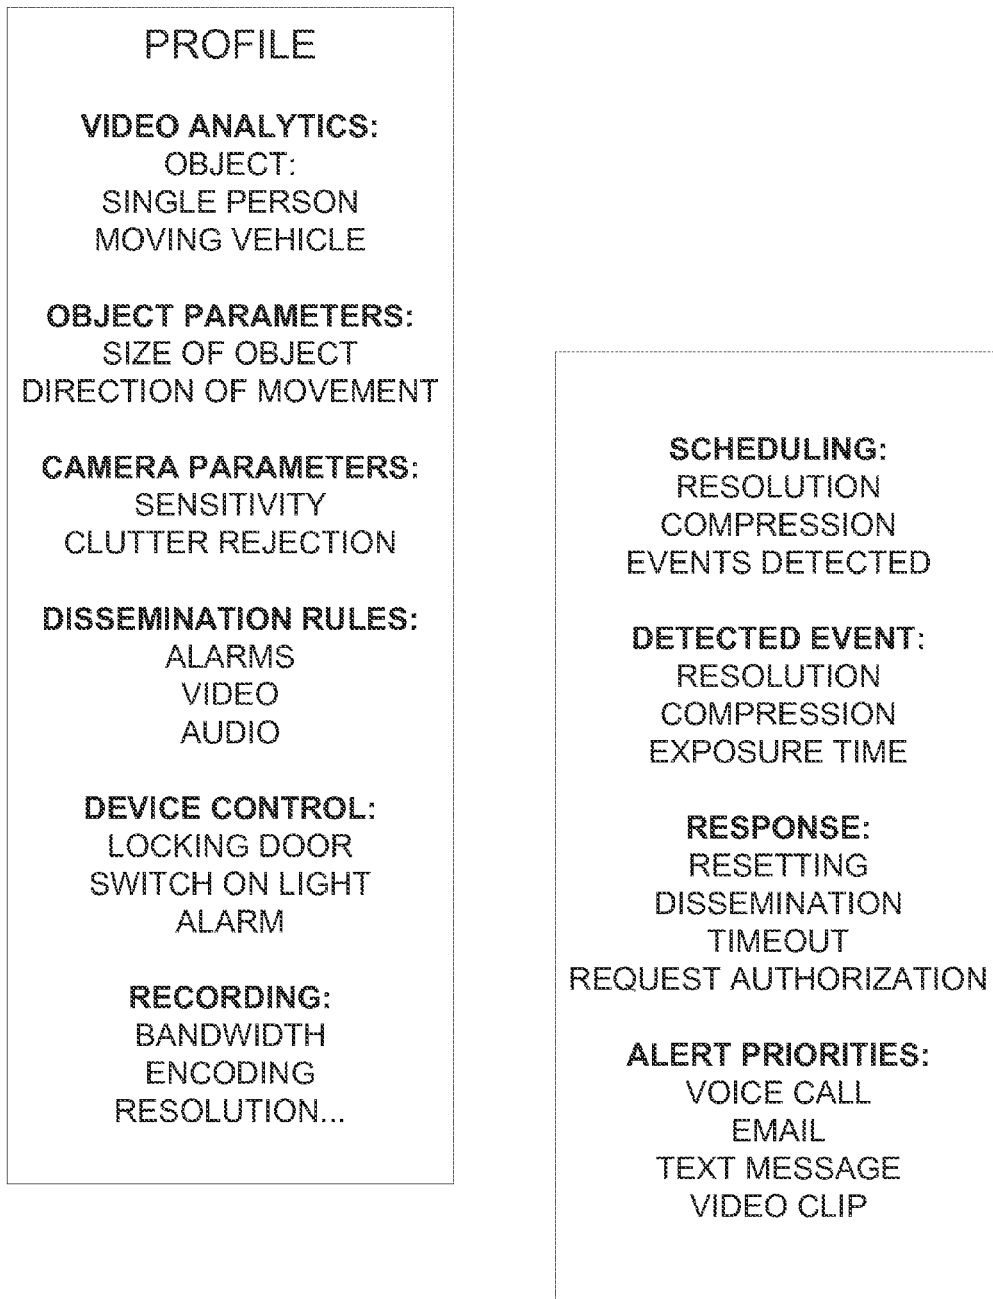 PROFILE
VIDEO ANALYTICS:
OBJECT:
SINGLE PERSON
MOVING VEHICLE
OBJECT PARAMETERS:
SIZE OF OBJECT
DIRECTION OF MOVEMENT
CAMERA PARAMETERS:
SENSITIVITY
CLUTTER REJECTION
DISSEMINATION RULES:
ALARMS
VIDEO
AUDIO
DEVICE CONTROL:
LOCKING DOOR
SWITCH ON LIGHT
ALARM
RECORDING:
BANDWIDTH
ENCODING
RESOLUTION...
SCHEDULING:
RESOLUTION
COMPRESSION
EVENTS DETECTED
DETECTED EVENT:
RESOLUTION
COMPRESSION
EXPOSURE TIME
RESPONSE:
RESETTING
DISSEMINATION
TIMEOUT
REQUEST AUTHORIZATION
ALERT PRIORITIES:
VOICE CALL
EMAIL
TEXT MESSAGE
VIDEO CLIP